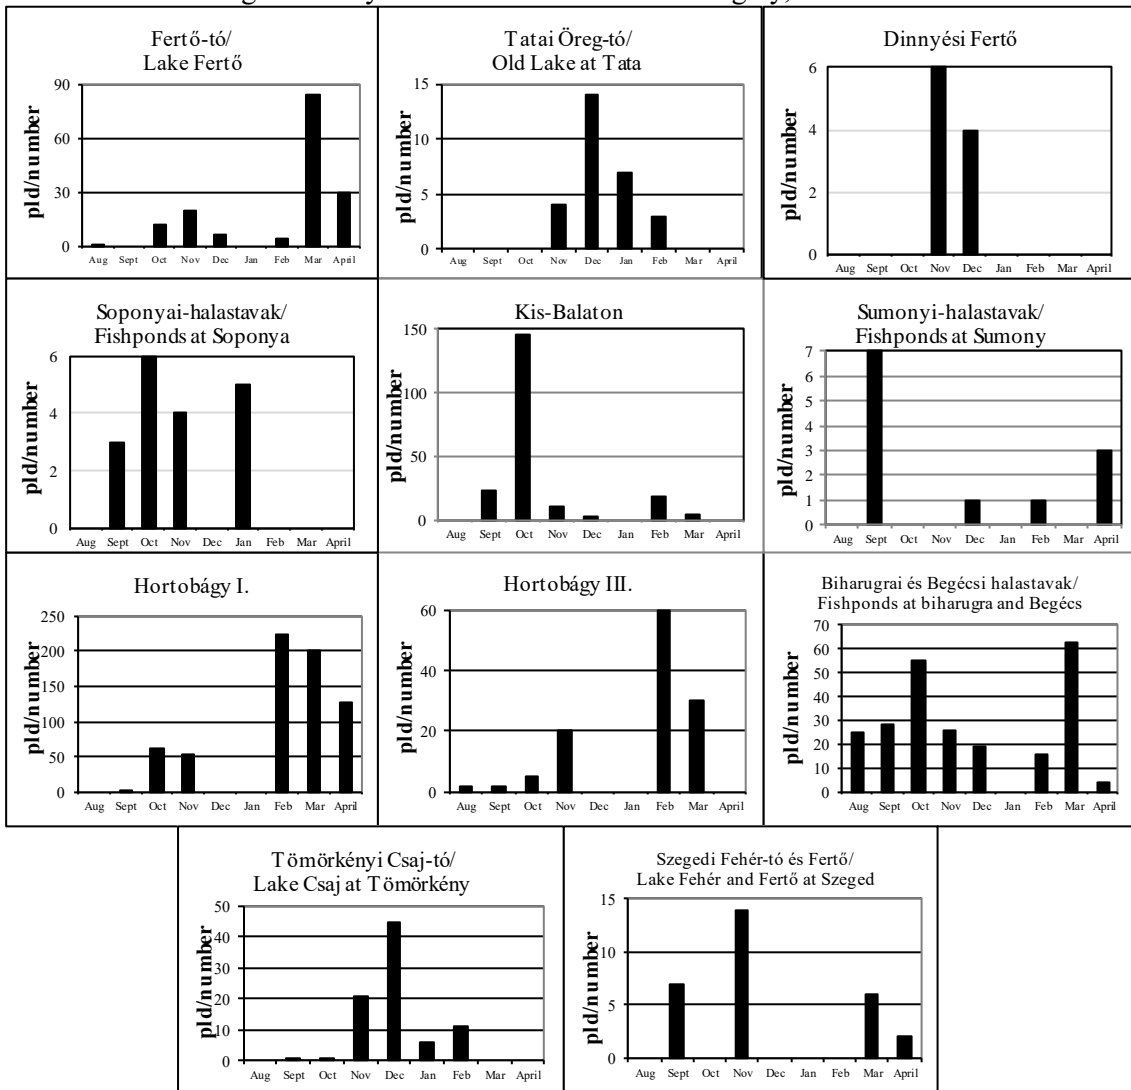 Fertő-tó/
Lake Fertő
90
60
30
0
pld/number
Aug Sept Oct Nov Dec Jan Feb Mar April
Tatai Öreg-tó/
Old Lake at Tata
15
10
5
0
pld/number
Aug Sept Oct Nov Dec Jan Feb Mar April
Dinnyési Fertő
6
4
2
0
pld/number
Aug Sept Oct Nov Dec Jan Feb Mar April
Soponyai-halastavak/
Fishponds at Soponya
6
4
2
0
pld/number
Aug Sept Oct Nov Dec Jan Feb Mar April
Kis-Balaton
150
100
50
0
pld/number
Aug Sept Oct Nov Dec Jan Feb Mar April
Sumonyi-halastavak/
Fishponds at Sumony
7
6
5
4
3
2
1
0
pld/number
Aug Sept Oct Nov Dec Jan Feb Mar April
Hortobágy I.
250
200
150
100
50
0
pld/number
Aug Sept Oct Nov Dec Jan Feb Mar April
Hortobágy III.
60
40
20
0
pld/number
Aug Sept Oct Nov Dec Jan Feb Mar April
Biharugrai és Begécsi halastavak/
Fishponds at biharugra and Begécs
70
60
50
40
30
20
10
0
pld/number
Aug Sept Oct Nov Dec Jan Feb Mar April
Tömörkényi Csaj-tó/
Lake Csaj at Tömörkény
50
40
30
20
10
0
pld/number
Aug Sept Oct Nov Dec Jan Feb Mar April
Szegedi Fehér-tó és Fertő/
Lake Fehér and Fertő at Szeged
15
10
5
0
pld/number
Aug Sept Oct Nov Dec Jan Feb Mar April